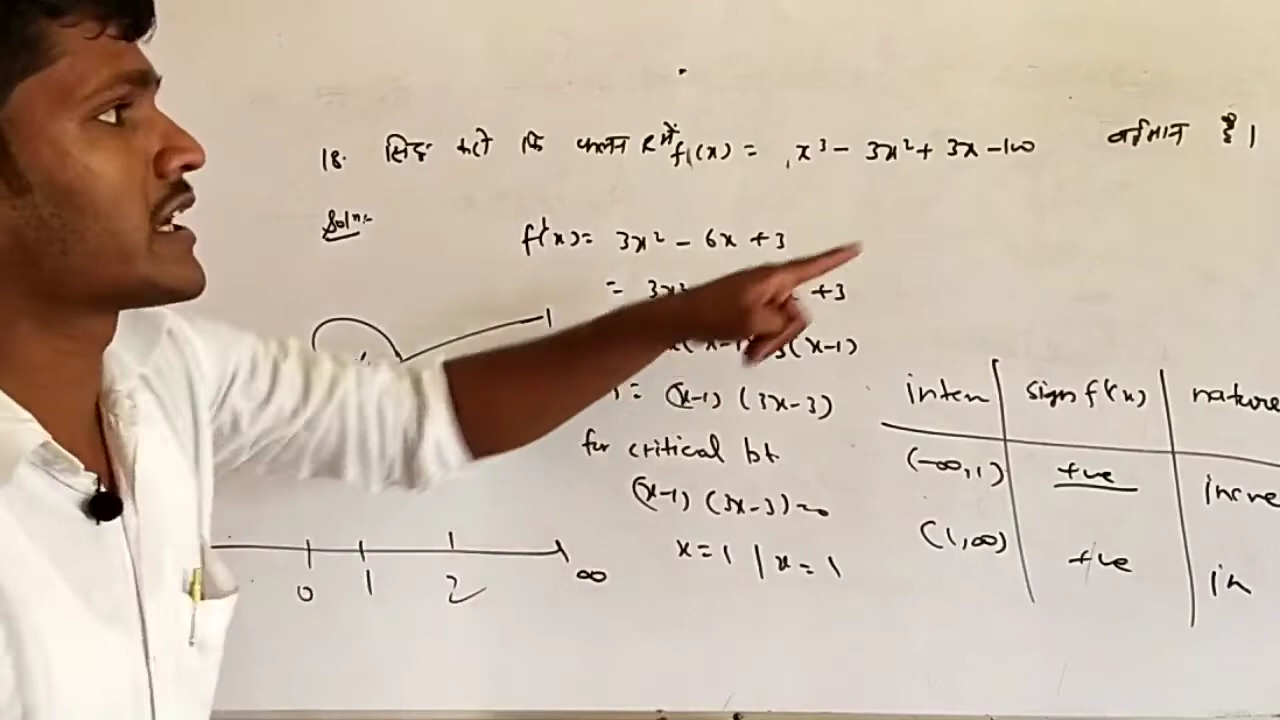 18. सिद्ध करो कि फलन R में f(x) = x³ - 3x² + 3x - 100 वर्धमान है।
Solⁿ:-
f'(x) = 3x² - 6x + 3
= 3x² +3
(x-1) 3(x-1)
= (x-1) (3x-3)
for critical pt
(x-1) (3x-3) = 0
x = 1 | x = 1
inten sign f'(x) nature
(-∞,1) +ve incre
(1,∞) +ve in
0 1 2 ∞